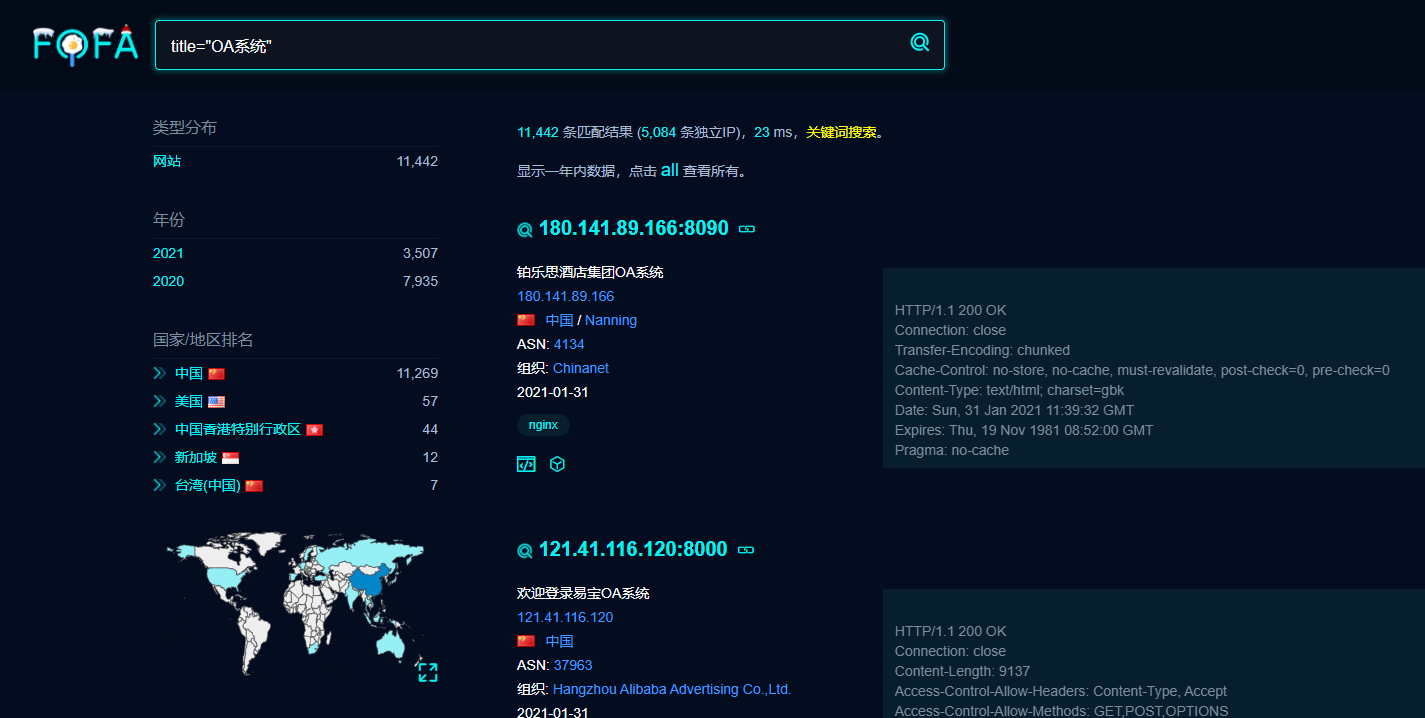 FOFA
title="OA系统"
类型分布
网站 11,442
年份
2021 3,507
2020 7,935
国家/地区排名
中国 11,269
美国 57
中国香港特别行政区 44
新加坡 12
台湾(中国) 7
11,442 条匹配结果 (5,084 条独立IP)，23 ms，关键词搜索。
显示一年内数据，点击 all 查看所有。
180.141.89.166:8090
铂乐思酒店集团OA系统
180.141.89.166
中国 / Nanning
ASN: 4134
组织: Chinanet
2021-01-31
nginx
HTTP/1.1 200 OK
Connection: close
Transfer-Encoding: chunked
Cache-Control: no-store, no-cache, must-revalidate, post-check=0, pre-check=0
Content-Type: text/html; charset=gbk
Date: Sun, 31 Jan 2021 11:39:32 GMT
Expires: Thu, 19 Nov 1981 08:52:00 GMT
Pragma: no-cache
121.41.116.120:8000
欢迎登录易宝OA系统
121.41.116.120
中国
ASN: 37963
组织: Hangzhou Alibaba Advertising Co.,Ltd.
2021-01-31
HTTP/1.1 200 OK
Connection: close
Content-Length: 9137
Access-Control-Allow-Headers: Content-Type, Accept
Access-Control-Allow-Methods: GET,POST,OPTIONS